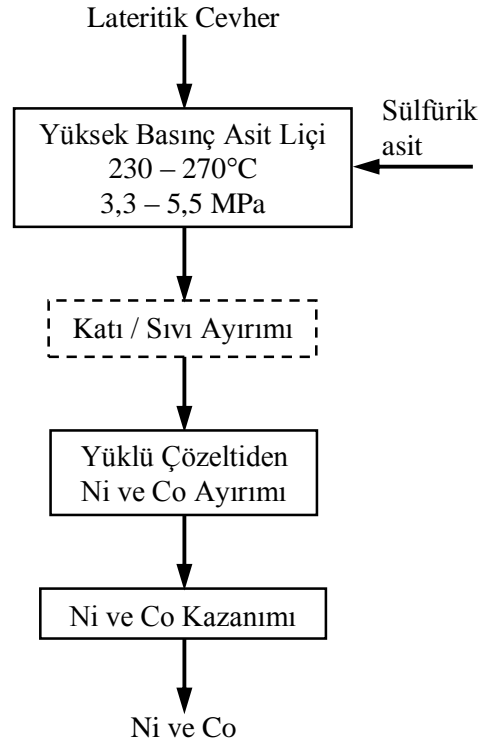 Lateritik Cevher
Sülfürik
asit
Yüksek Basınç Asit Liçi
230 – 270°C
3,3 – 5,5 MPa
Katı / Sıvı Ayırımı
Yüklü Çözeltiden
Ni ve Co Ayırımı
Ni ve Co Kazanımı
Ni ve Co